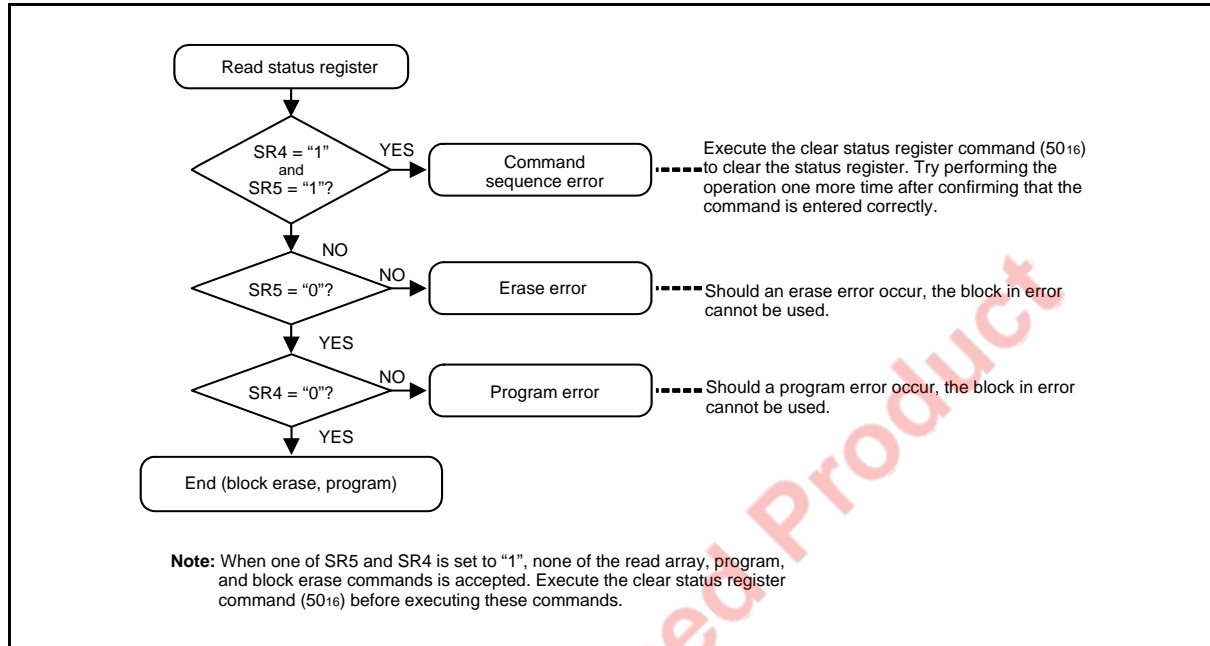 Read status register
SR4 = “1”
and
SR5 = “1”?
YES
Command
sequence error
Execute the clear status register command (5016)
to clear the status register. Try performing the
operation one more time after confirming that the
command is entered correctly.
NO
SR5 = “0”?
NO
Erase error
Should an erase error occur, the block in error
cannot be used.
YES
SR4 = “0”?
NO
Program error
Should a program error occur, the block in error
cannot be used.
YES
End (block erase, program)
Note: When one of SR5 and SR4 is set to “1”, none of the read array, program,
and block erase commands is accepted. Execute the clear status register
command (5016) before executing these commands.
ed Product